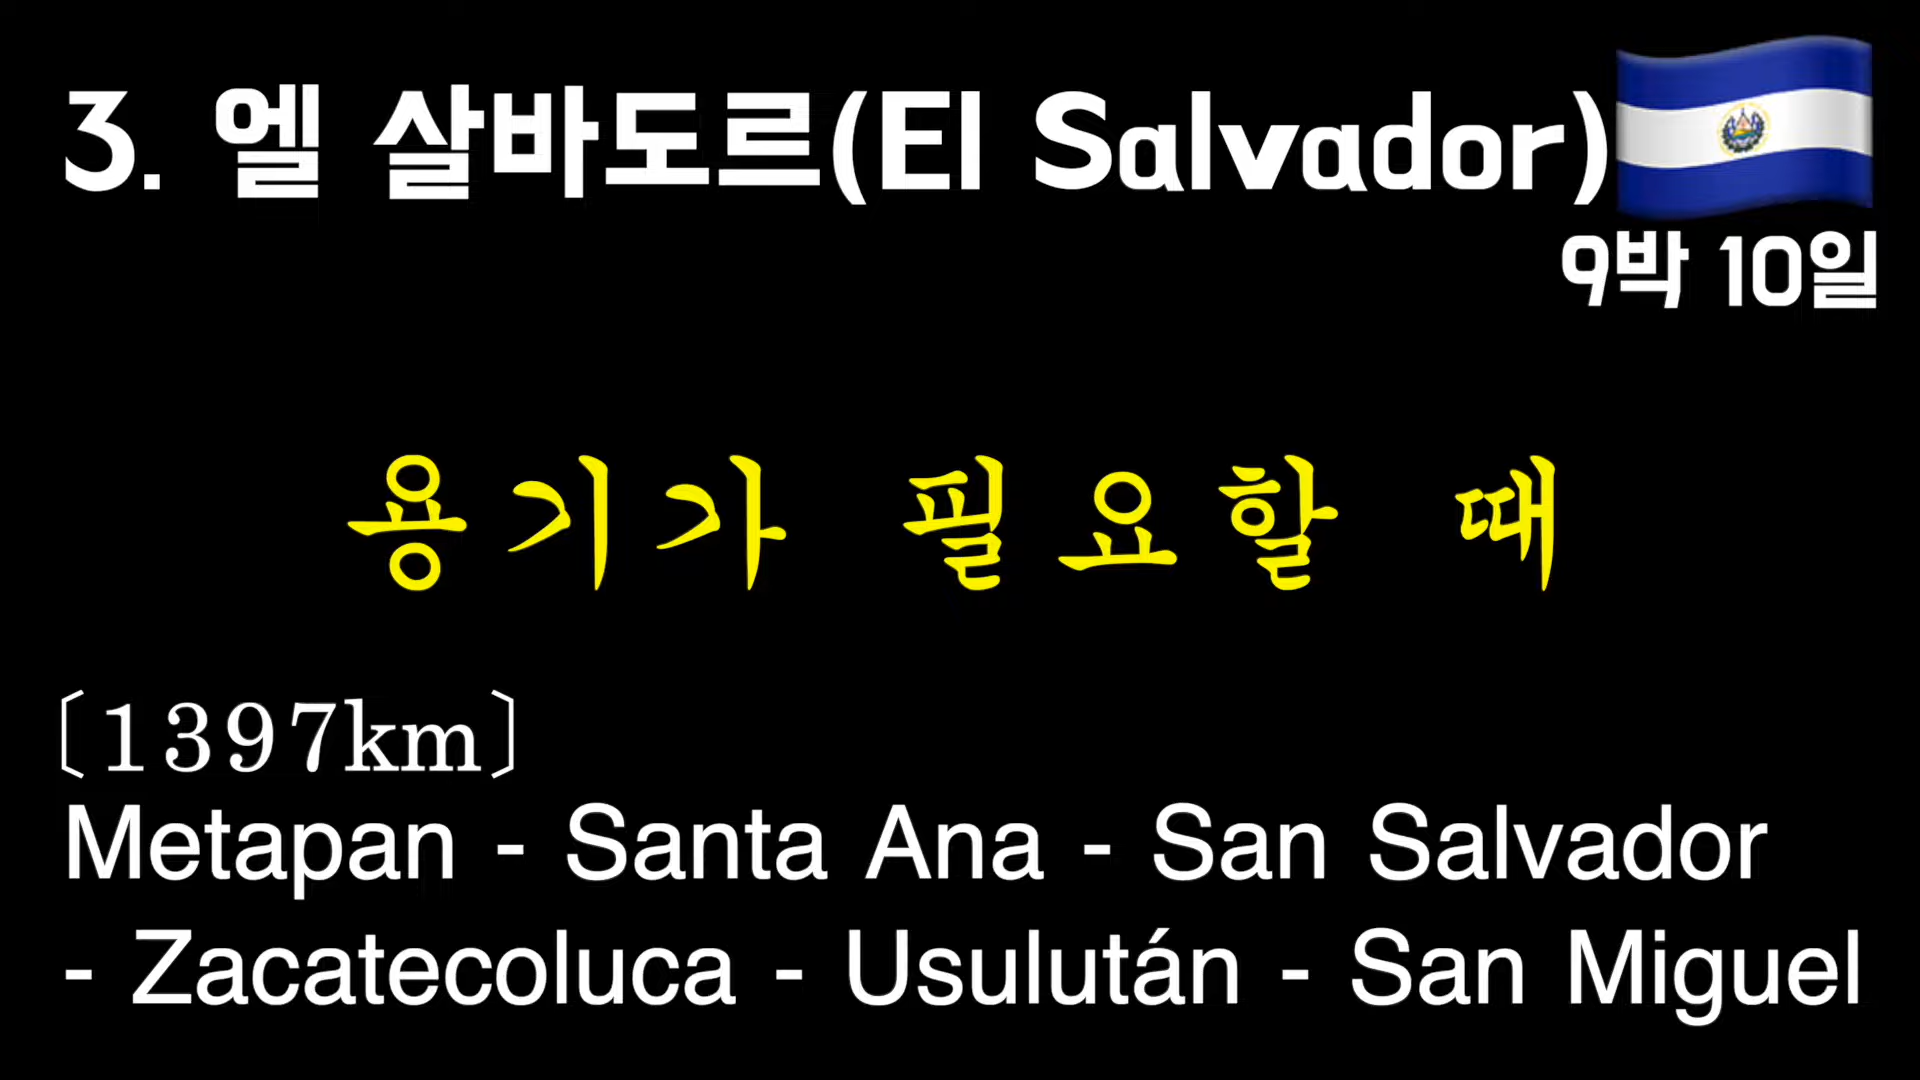 3. 엘 살바도르(El Salvador)
9박 10일
용기가 필요할 때
〔1397km〕
Metapan - Santa Ana - San Salvador
- Zacatecoluca - Usulután - San Miguel